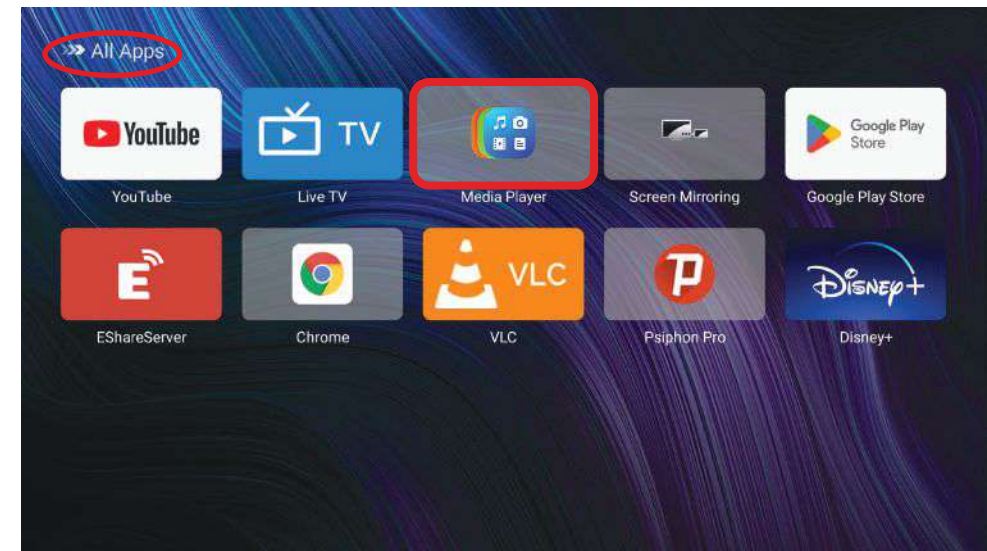 All Apps
YouTube
TV
Google Play
Store
YouTube
Live TV
Media Player
Screen Mirroring
Google Play Store
E
VLC
Disney+
EShareServer
Chrome
VLC
Psiphon Pro
Disney+